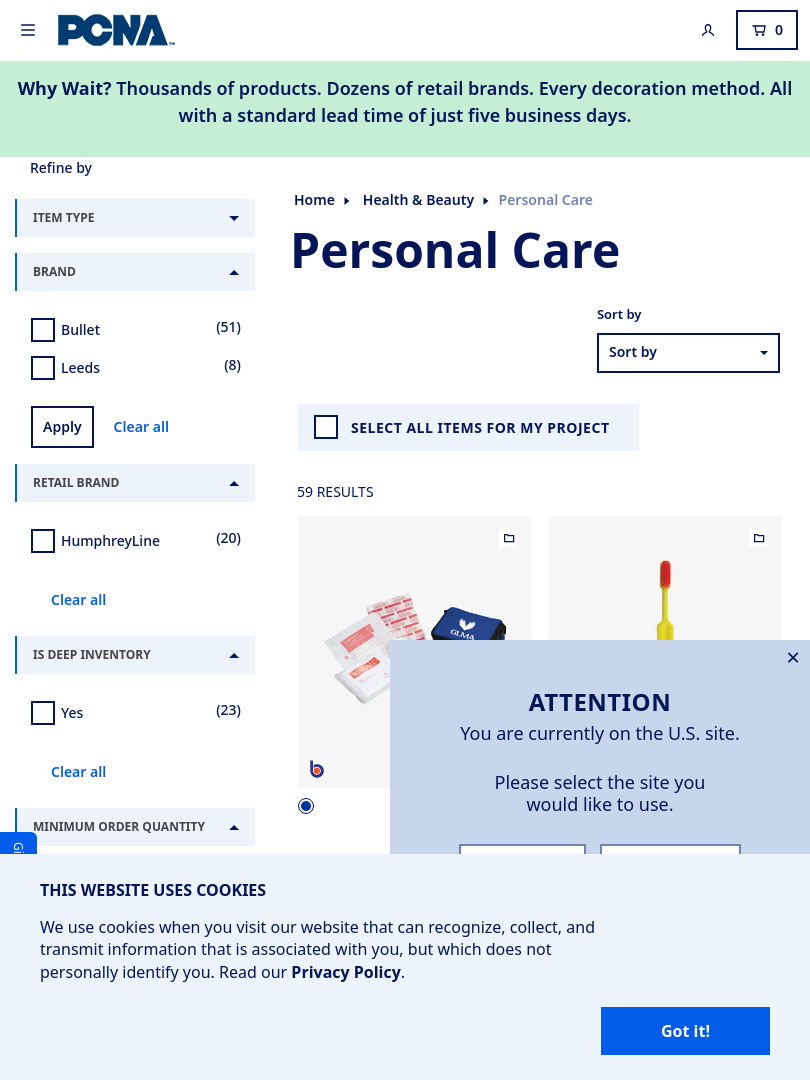 PCNA
0
Why Wait? Thousands of products. Dozens of retail brands. Every decoration method. All
with a standard lead time of just five business days.
Refine by
ITEM TYPE
BRAND
Bullet (51)
Leeds (8)
Apply Clear all
RETAIL BRAND
HumphreyLine (20)
Clear all
IS DEEP INVENTORY
Yes (23)
Clear all
MINIMUM ORDER QUANTITY
Home Health & Beauty Personal Care
Personal Care
Sort by
Sort by
SELECT ALL ITEMS FOR MY PROJECT
59 RESULTS
GLMA
b
ATTENTION
You are currently on the U.S. site.
Please select the site you
would like to use.
THIS WEBSITE USES COOKIES
We use cookies when you visit our website that can recognize, collect, and
transmit information that is associated with you, but which does not
personally identify you. Read our Privacy Policy.
Got it!